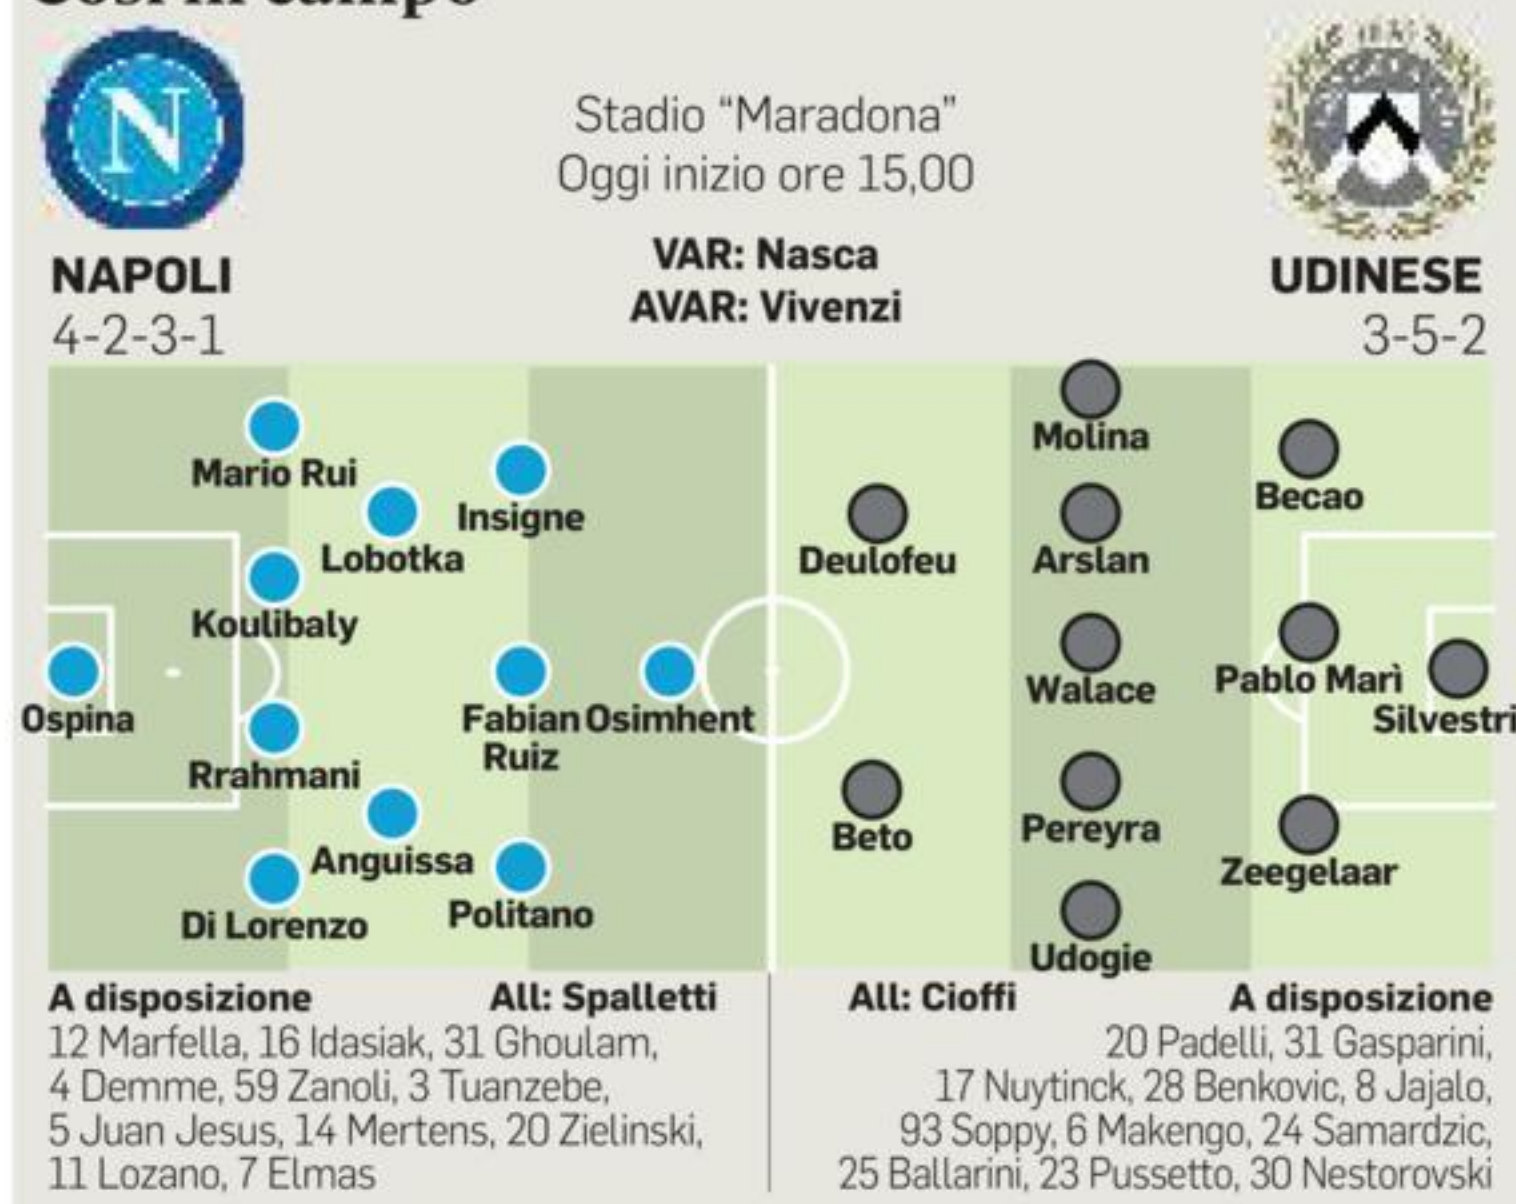 Così in campo
N
Stadio “Maradona”
Oggi inizio ore 15,00
VAR: Nasca
AVAR: Vivenzi
NAPOLI
4-2-3-1
UDINESE
3-5-2
Mario Rui
Insigne
Lobotka
Koulibaly
Ospina
Fabian
Ruiz
Osimhent
Rrahmani
Anguissa
Di Lorenzo
Politano
Molina
Becao
Deulofeu
Arslan
Walace
Pablo Marì
Silvestri
Beto
Pereyra
Zeegelaar
Udogie
A disposizione
All: Spalletti
12 Marfella, 16 Idasiak, 31 Ghoulam,
4 Demme, 59 Zanoli, 3 Tuanzebe,
5 Juan Jesus, 14 Mertens, 20 Zielinski,
11 Lozano, 7 Elmas
All: Cioffi
A disposizione
20 Padelli, 31 Gasparini,
17 Nuytinck, 28 Benkovic, 8 Jajalo,
93 Soppy, 6 Makengo, 24 Samardzic,
25 Ballarini, 23 Pussetto, 30 Nestorovski